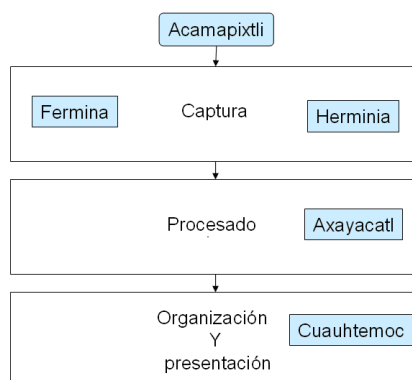 Acamapixtli
Fermina
Captura
Herminia
Procesado
Axayacatl
Organización
Y
presentación
Cuauhtemoc